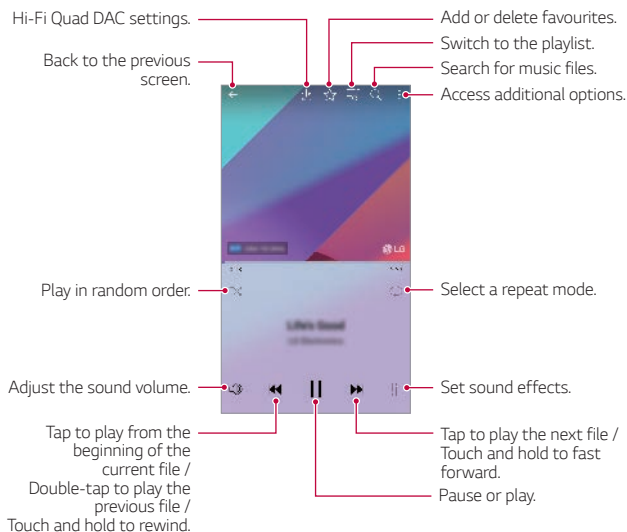 Hi-Fi Quad DAC settings.
Back to the previous
screen.
Add or delete favourites.
Switch to the playlist.
Search for music files.
Access additional options.
LG
Play in random order.
Select a repeat mode.
Life's Good
LG Electronics
Adjust the sound volume.
Set sound effects.
Tap to play from the
beginning of the
current file /
Double-tap to play the
previous file /
Touch and hold to rewind.
Tap to play the next file /
Touch and hold to fast
forward.
Pause or play.